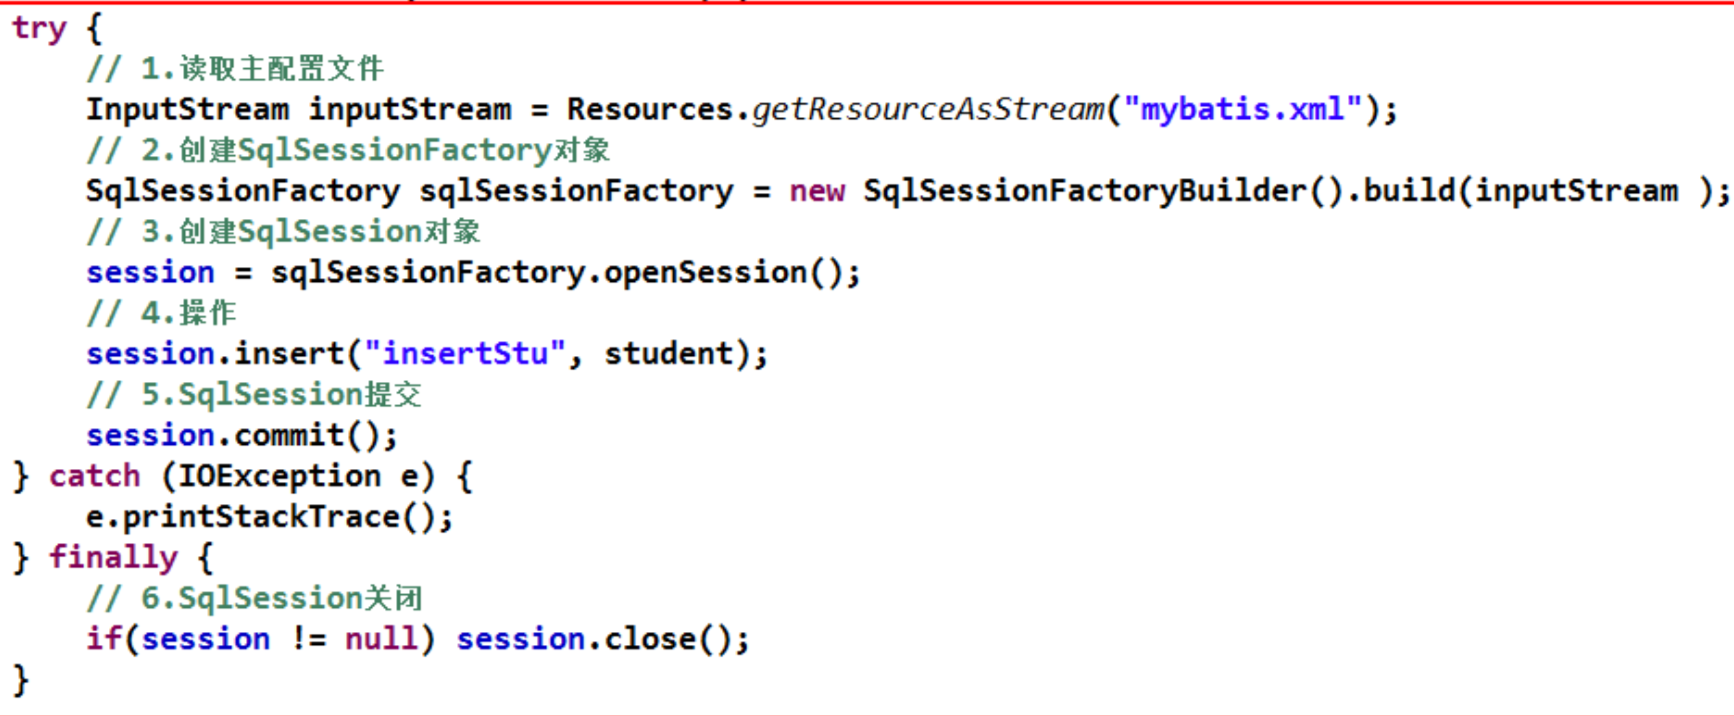 try {
// 1.读取主配置文件
InputStream inputStream = Resources.getResourceAsStream("mybatis.xml");
// 2.创建SqlSessionFactory对象
SqlSessionFactory sqlSessionFactory = new SqlSessionFactoryBuilder().build(inputStream );
// 3.创建SqlSession对象
session = sqlSessionFactory.openSession();
// 4.操作
session.insert("insertStu", student);
// 5.SqlSession提交
session.commit();
} catch (IOException e) {
e.printStackTrace();
} finally {
// 6.SqlSession关闭
if(session != null) session.close();
}